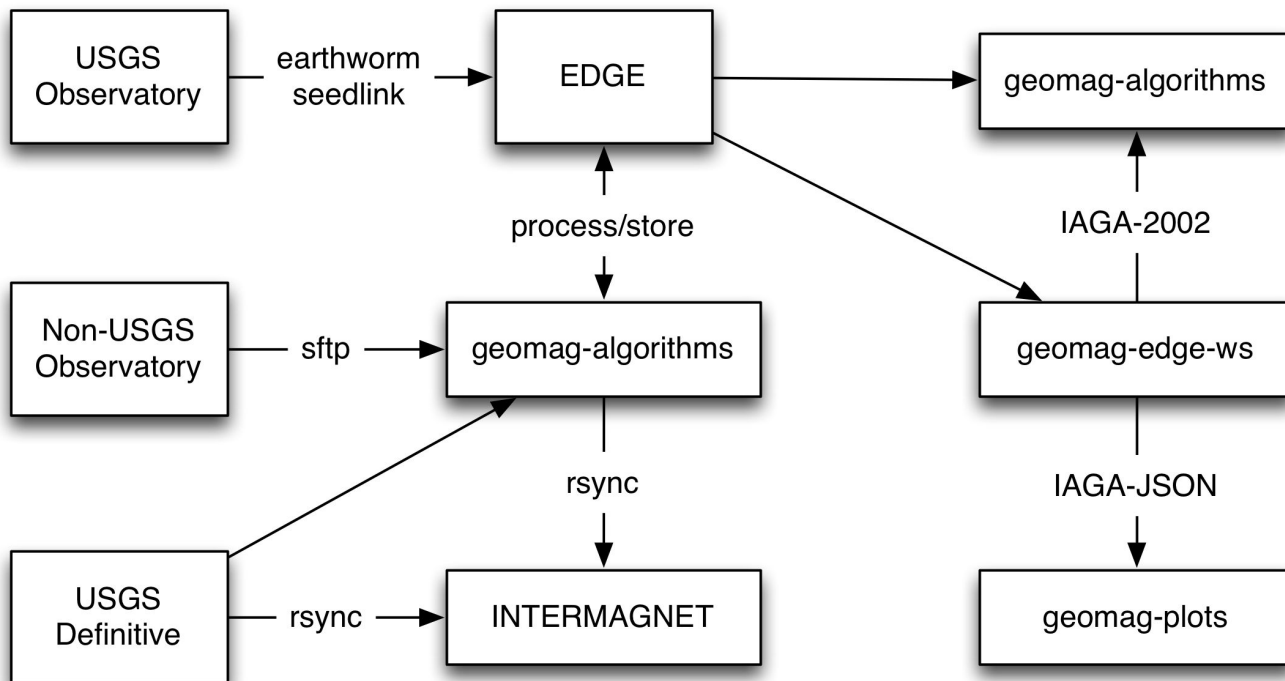 USGS
Observatory
earthworm
seedlink
EDGE
geomag-algorithms
process/store
IAGA-2002
Non-USGS
Observatory
sftp
geomag-algorithms
geomag-edge-ws
rsync
IAGA-JSON
USGS
Definitive
rsync
INTERMAGNET
geomag-plots